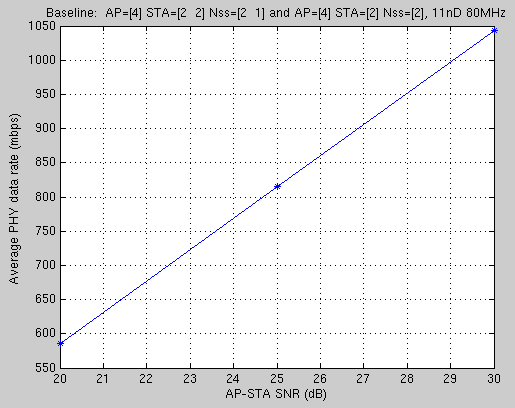 Baseline:  AP=[4] STA=[2  2] Nss=[2  1] and AP=[4] STA=[2] Nss=[2], 11nD 80MHz
1050
1000
950
900
850
800
750
700
650
600
550
Average PHY data rate (mbps)
20 21 22 23 24 25 26 27 28 29 30
AP-STA SNR (dB)